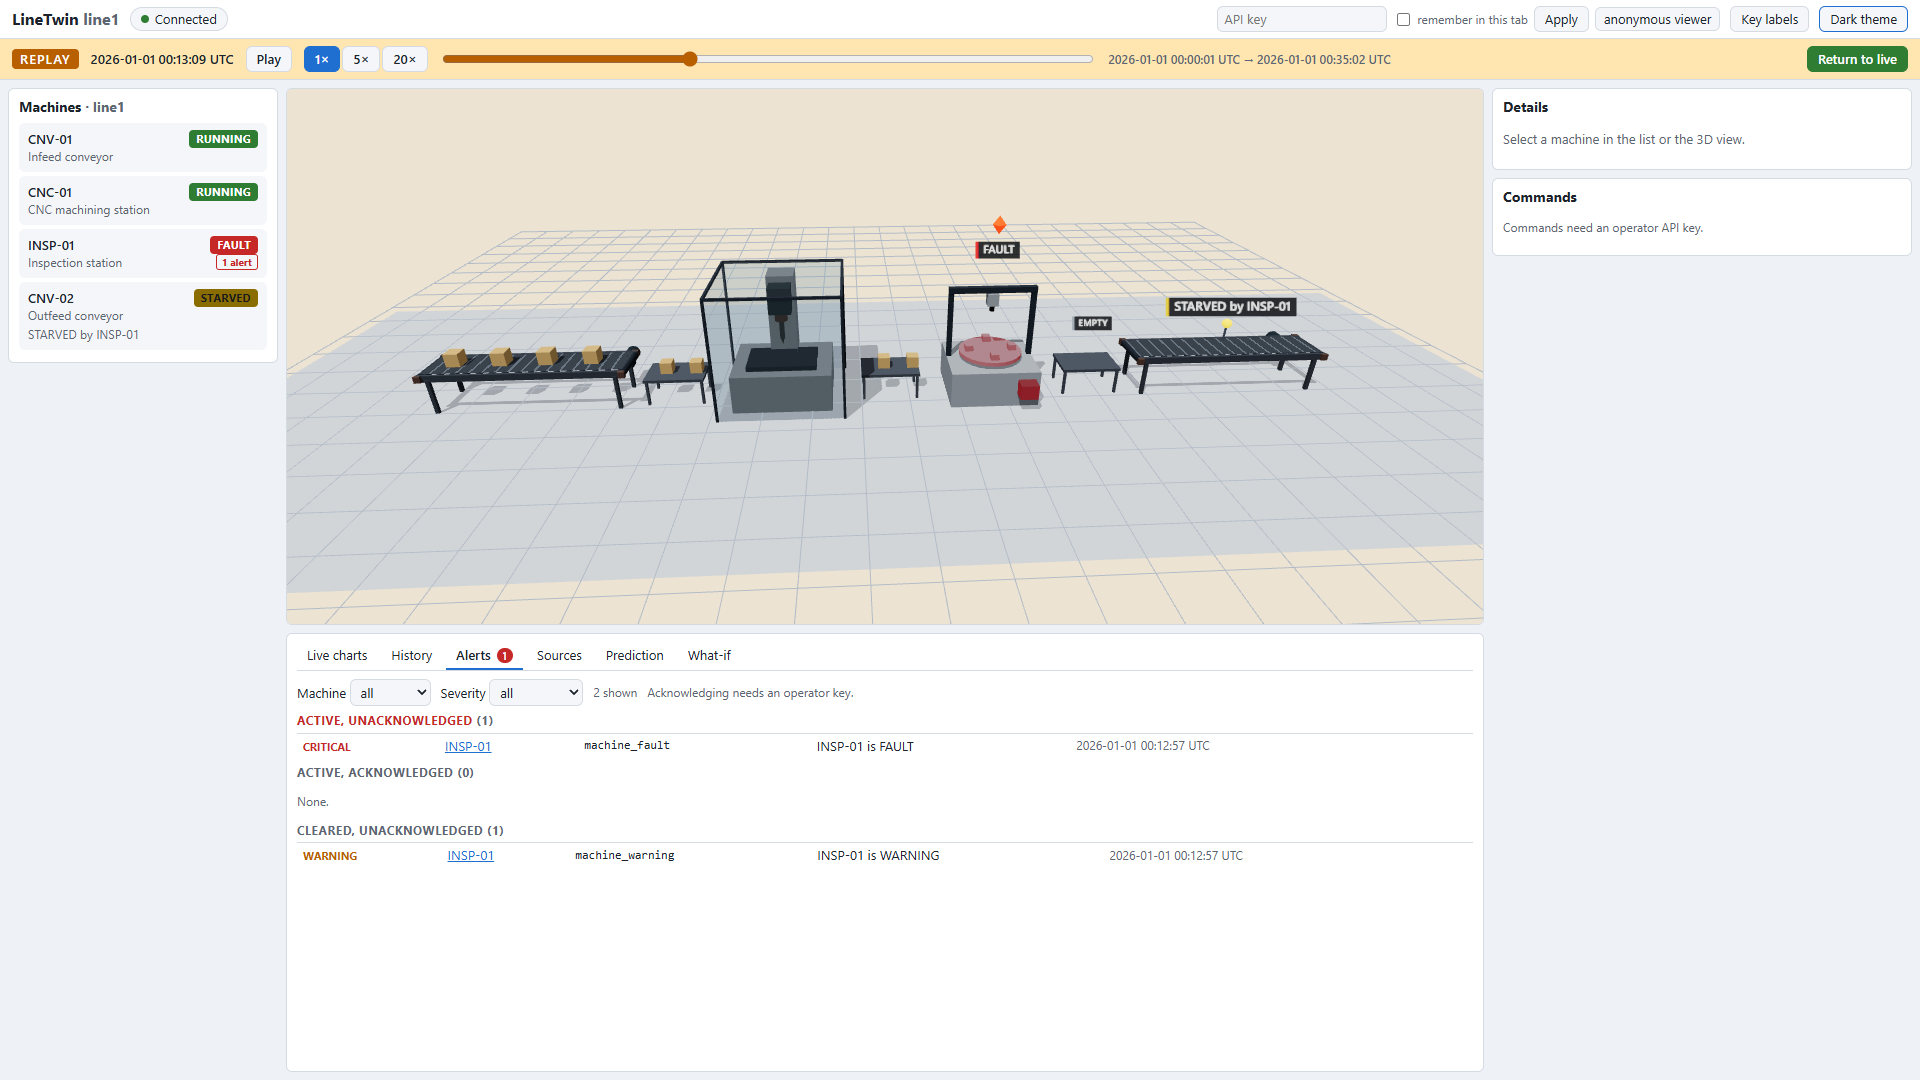 LineTwin line1
Connected
API key
remember in this tab
Apply
anonymous viewer
Key labels
Dark theme
REPLAY
2026-01-01 00:13:09 UTC
Play
1×
5×
20×
2026-01-01 00:00:01 UTC → 2026-01-01 00:35:02 UTC
Return to live
Machines · line1
CNV-01
RUNNING
Infeed conveyor
CNC-01
RUNNING
CNC machining station
INSP-01
FAULT
Inspection station
1 alert
CNV-02
STARVED
Outfeed conveyor
STARVED by INSP-01
FAULT
STARVED by INSP-01
EMPTY
Details
Select a machine in the list or the 3D view.
Commands
Commands need an operator API key.
Live charts
History
Alerts 1
Sources
Prediction
What-if
Machine all
Severity all
2 shown
Acknowledging needs an operator key.
ACTIVE, UNACKNOWLEDGED (1)
CRITICAL INSP-01 machine_fault INSP-01 is FAULT 2026-01-01 00:12:57 UTC
ACTIVE, ACKNOWLEDGED (0)
None.
CLEARED, UNACKNOWLEDGED (1)
WARNING INSP-01 machine_warning INSP-01 is WARNING 2026-01-01 00:12:57 UTC